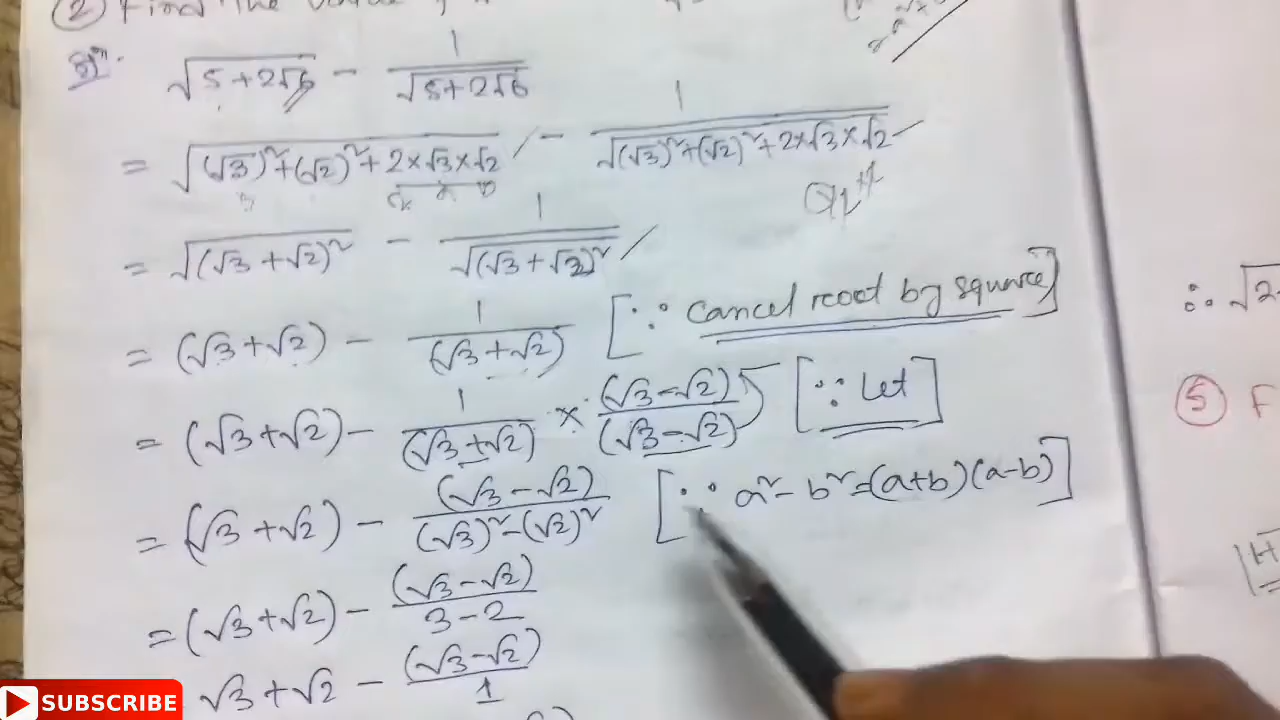 ② Find the value of
Solⁿ.
√(5+2√6) − 1/√(5+2√6)
= √((√3)²+(√2)²+2×√3×√2) − 1/√((√3)²+(√2)²+2×√3×√2)
= √(√3+√2)² − 1/√(√3+√2)²
= (√3+√2) − 1/(√3+√2) [∵ cancel root by square]
= (√3+√2) − 1/(√3+√2) × (√3−√2)/(√3−√2) [∵ Let]
= (√3+√2) − (√3−√2)/((√3)²−(√2)²) [∵ a²−b²=(a+b)(a−b)]
= (√3+√2) − (√3−√2)/(3−2)
√3+√2 − (√3−√2)/1
∴ √2
⑤ F
SUBSCRIBE